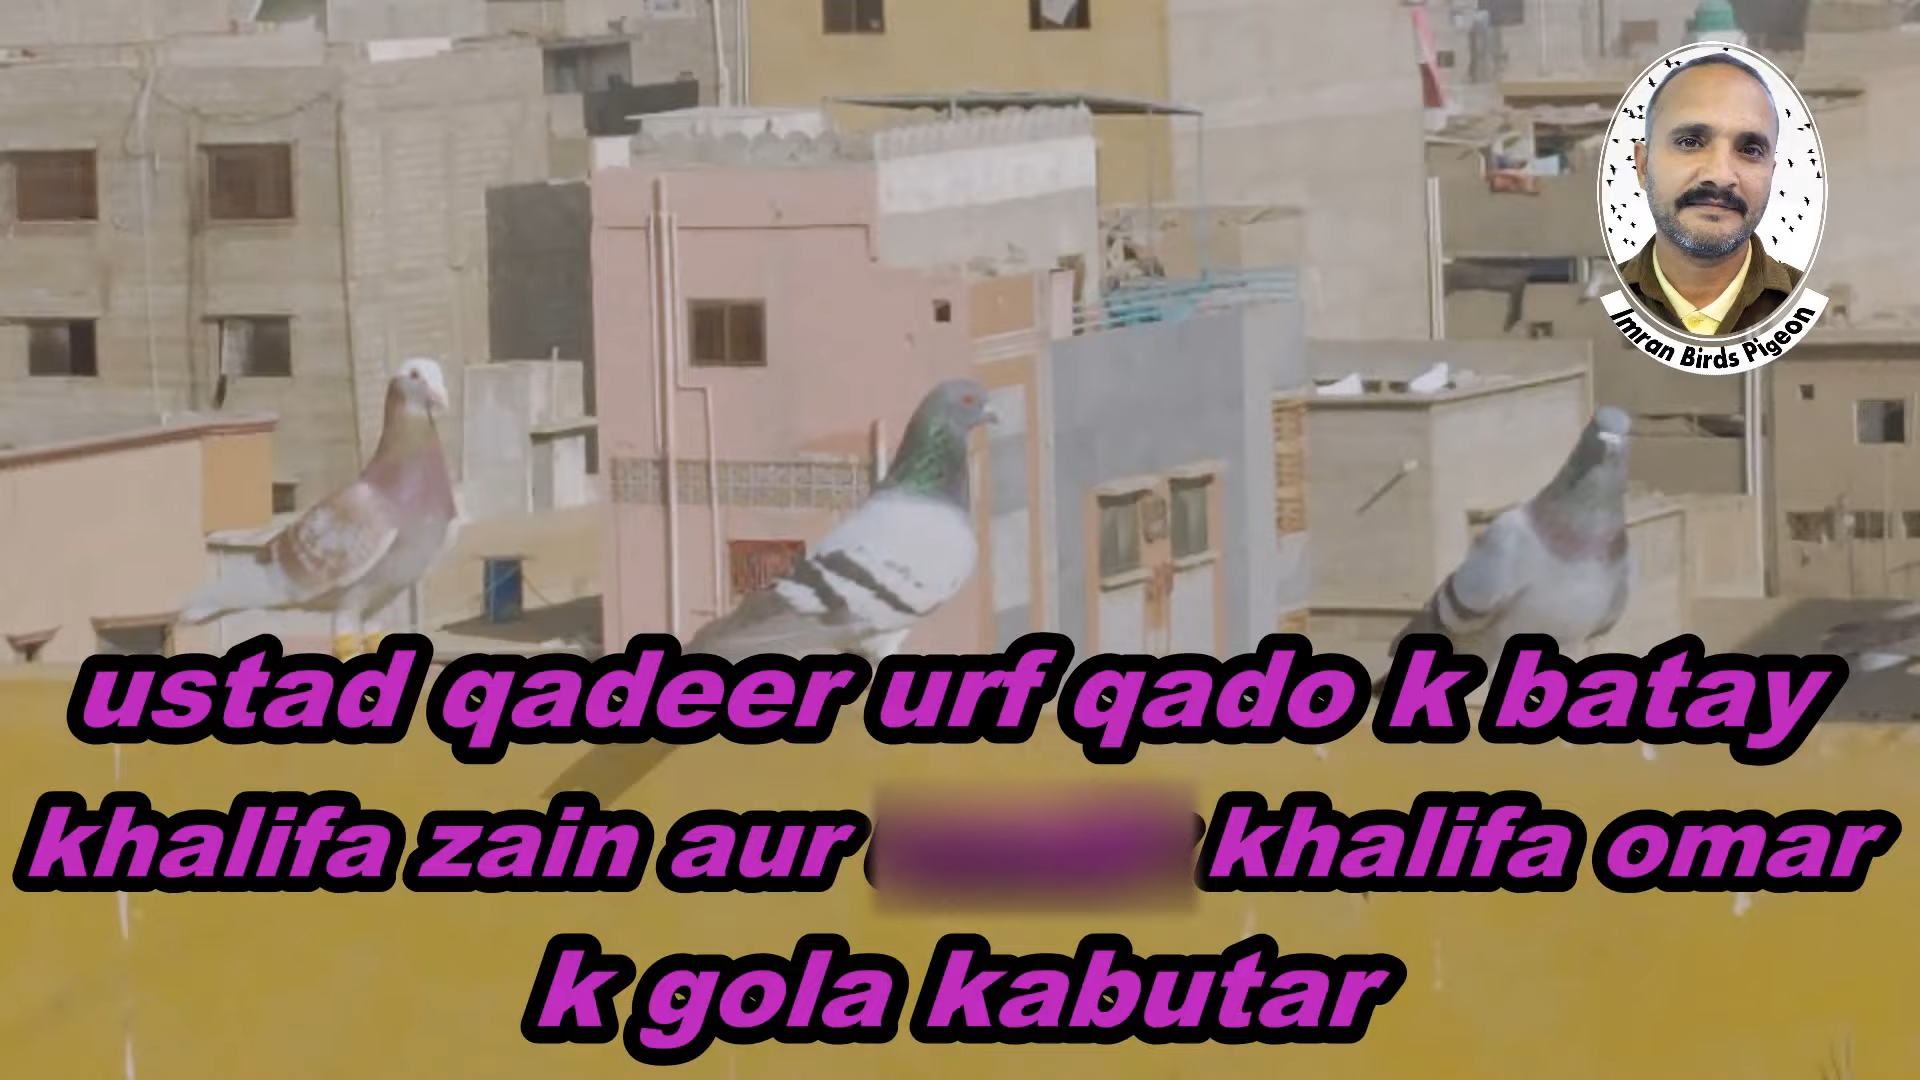 Imran Birds Pigeon
ustad qadeer urf qado k batay
khalifa zain aur khalifa omar
k gola kabutar